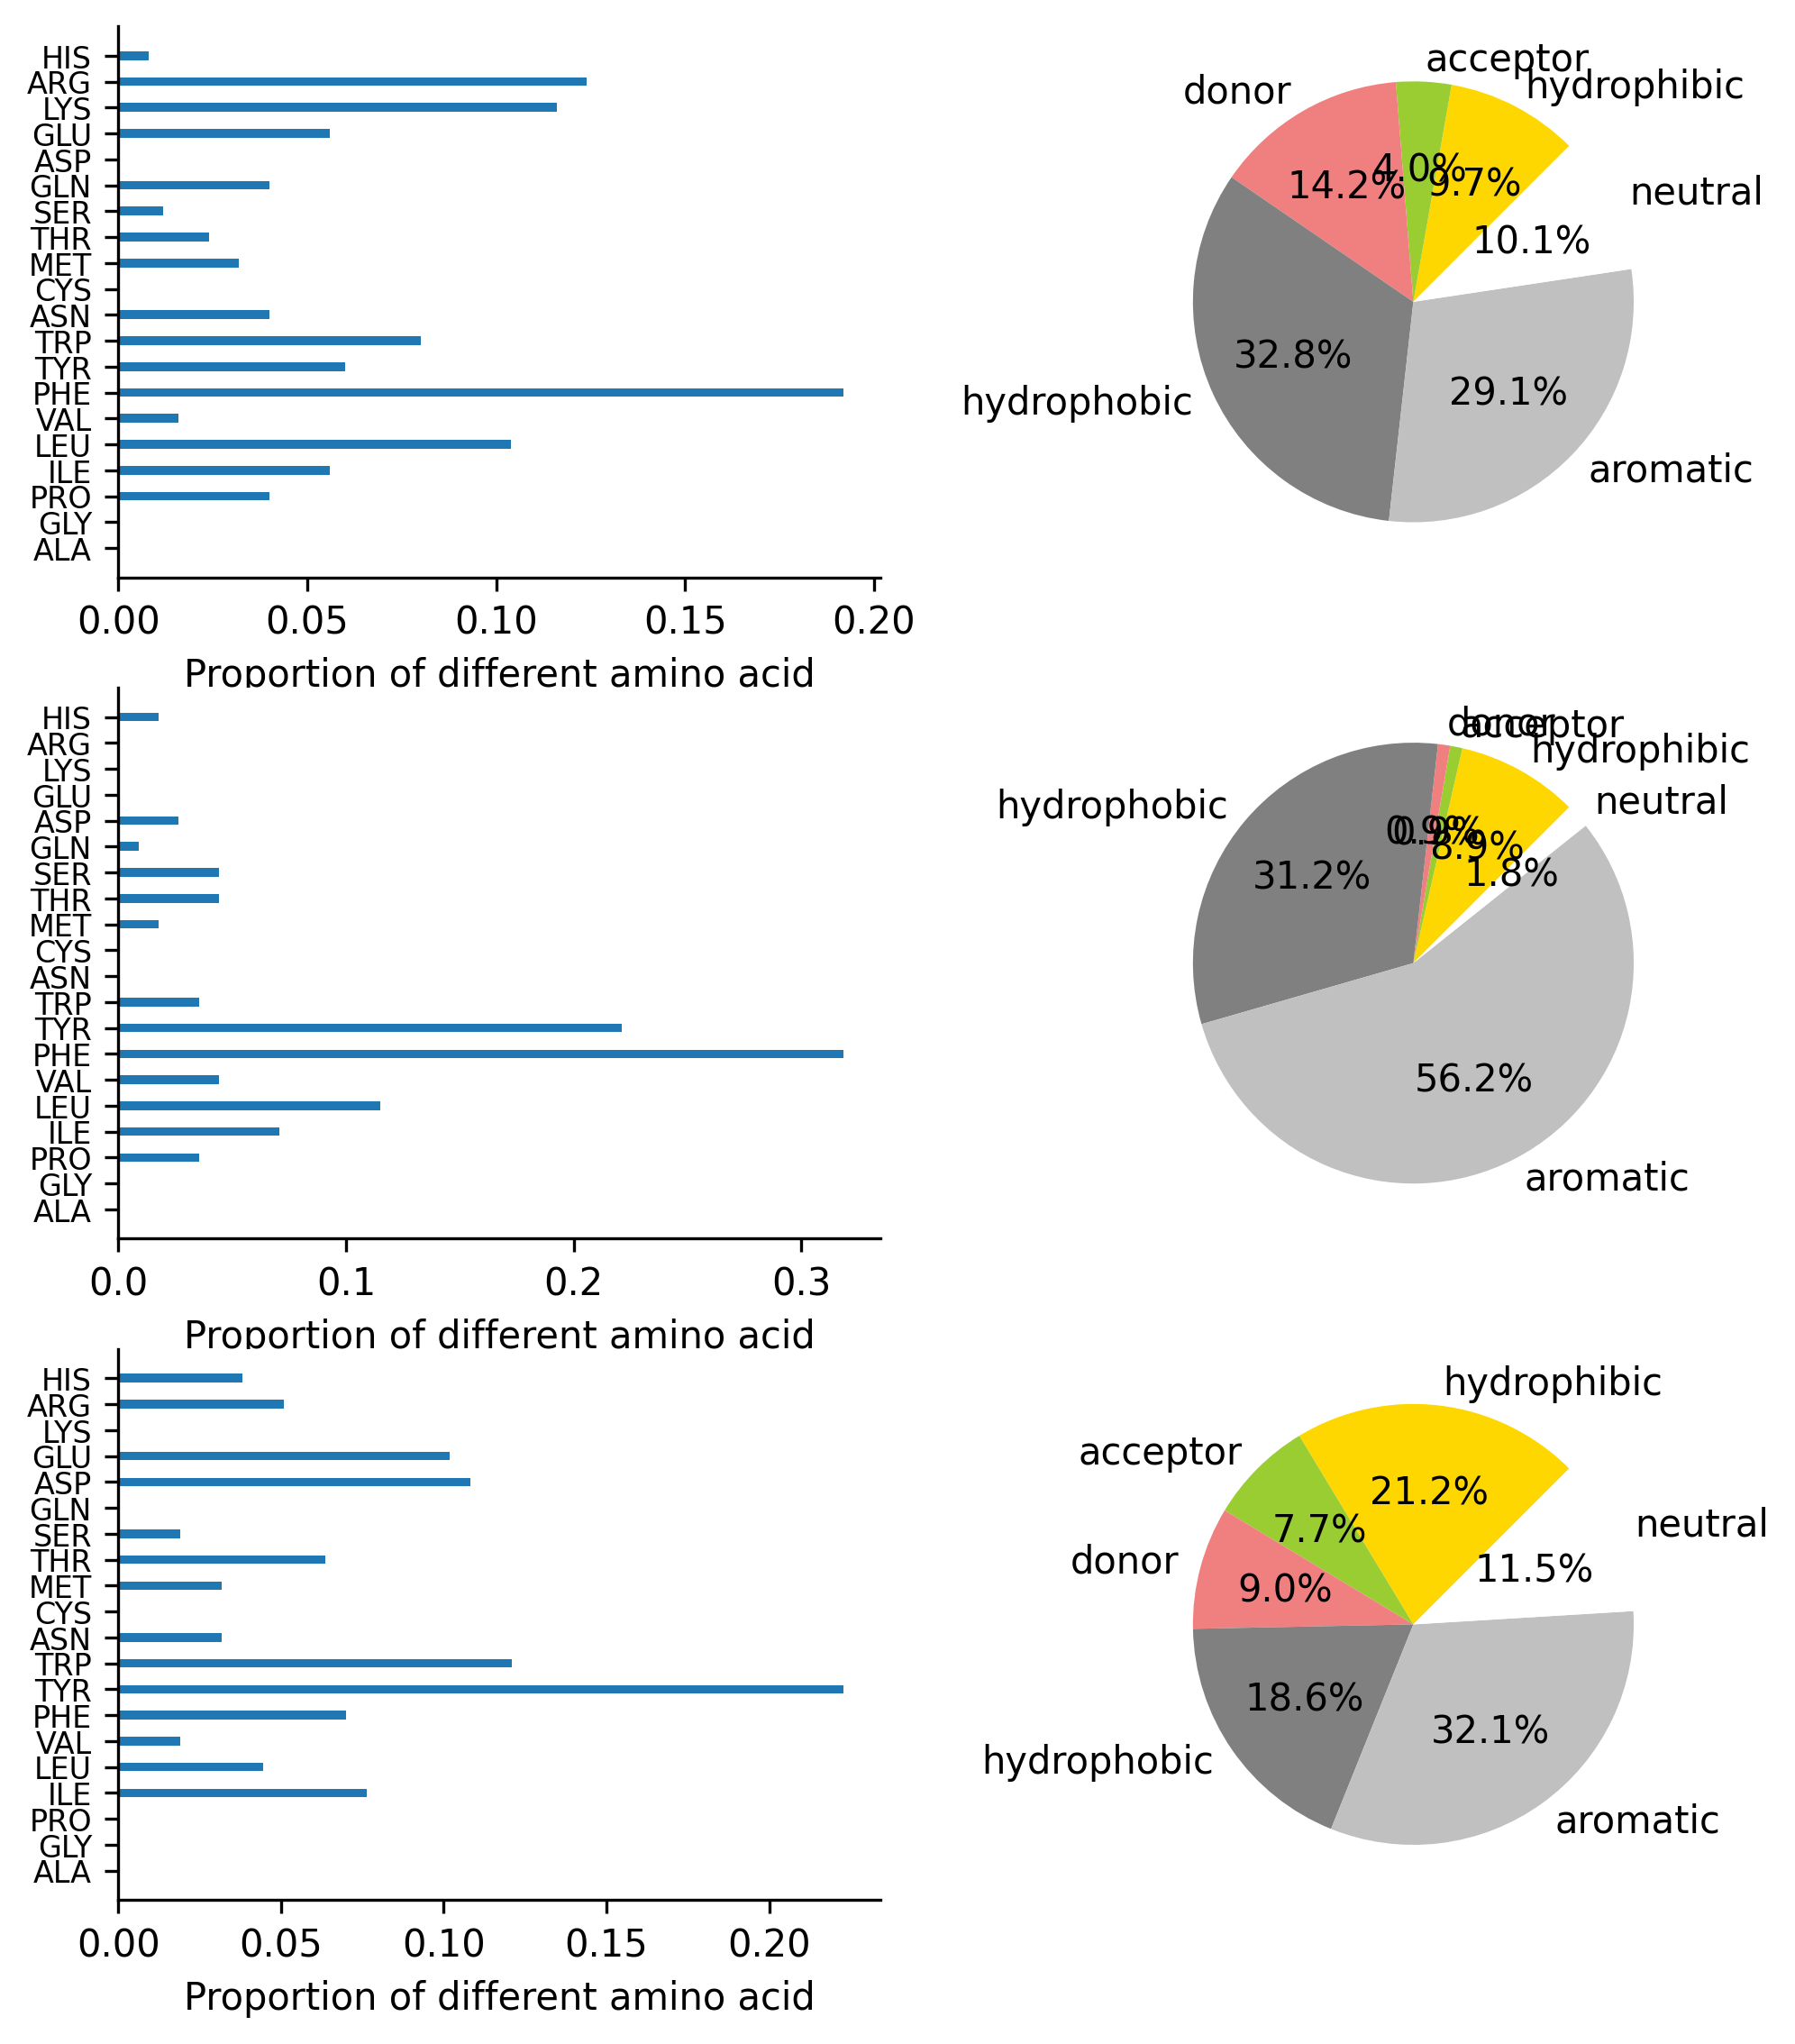 HIS
ARG
LYS
GLU
ASP
GLN
SER
THR
MET
CYS
ASN
TRP
TYR
PHE
VAL
LEU
ILE
PRO
GLY
ALA
0.00 0.05 0.10 0.15 0.20
Proportion of different amino acid
acceptor
hydrophibic
donor
neutral
4.0%
9.7%
14.2%
10.1%
32.8%
29.1%
hydrophobic
aromatic
HIS
ARG
LYS
GLU
ASP
GLN
SER
THR
MET
CYS
ASN
TRP
TYR
PHE
VAL
LEU
ILE
PRO
GLY
ALA
0.0 0.1 0.2 0.3
Proportion of different amino acid
donor
acceptor
hydrophibic
neutral
hydrophobic
0.9%
8.9%
1.8%
31.2%
56.2%
aromatic
HIS
ARG
LYS
GLU
ASP
GLN
SER
THR
MET
CYS
ASN
TRP
TYR
PHE
VAL
LEU
ILE
PRO
GLY
ALA
0.00 0.05 0.10 0.15 0.20
Proportion of different amino acid
hydrophibic
acceptor
21.2%
neutral
7.7%
donor
11.5%
9.0%
18.6%
32.1%
hydrophobic
aromatic